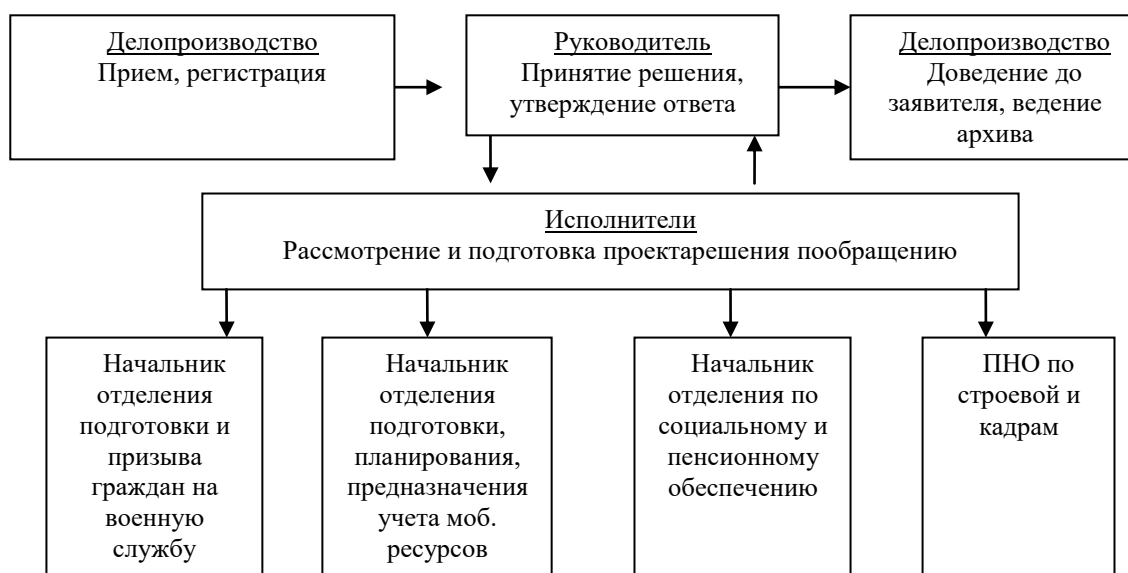 Делопроизводство
Прием, регистрация
Руководитель
Принятие решения,
утверждение ответа
Делопроизводство
Доведение до
заявителя, ведение
архива
Исполнители
Рассмотрение и подготовка проектарешения пообращению
Начальник
отделения
подготовки и
призыва
граждан на
военную
службу
Начальник
отделения
подготовки,
планирования,
предназначения
учета моб.
ресурсов
Начальник
отделения по
социальному и
пенсионному
обеспечению
ПНО по
строевой и
кадрам